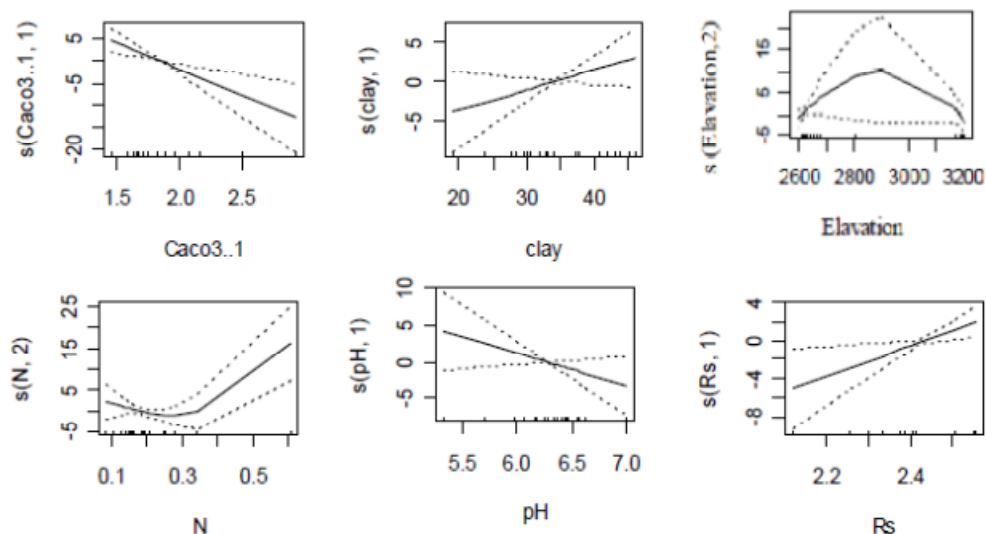 s(Caco3..1, 1)
5
-5
-20
1.5 2.0 2.5
Caco3..1
s(clay, 1)
5
0
-5
20 30 40
clay
s(Elavation,2)
15
5
-5
2600 2800 3000 3200
Elavation
s(N, 2)
25
15
5
-5
0.1 0.3 0.5
N
s(pH, 1)
10
5
0
-5
5.5 6.0 6.5 7.0
pH
s(Rs, 1)
4
0
-4
-8
2.2 2.4
Rs